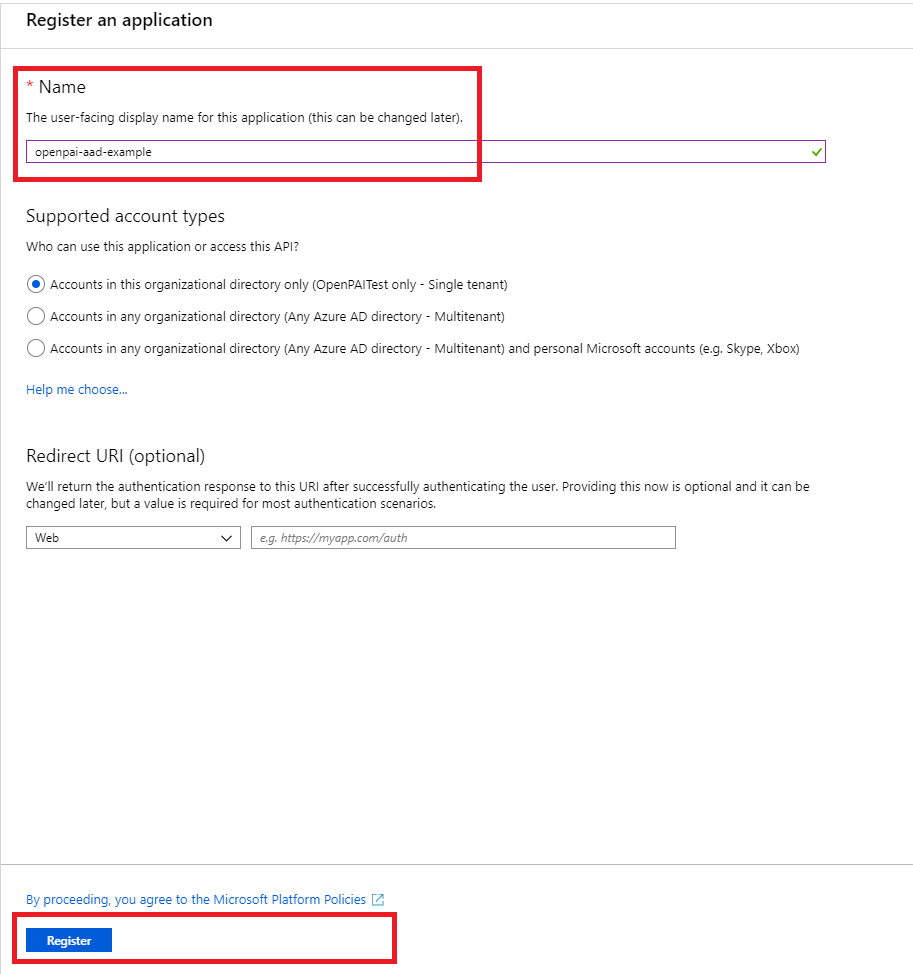 Register an application
* Name
The user-facing display name for this application (this can be changed later).
openpai-aad-example
Supported account types
Who can use this application or access this API?
Accounts in this organizational directory only (OpenPAITest only - Single tenant)
Accounts in any organizational directory (Any Azure AD directory - Multitenant)
Accounts in any organizational directory (Any Azure AD directory - Multitenant) and personal Microsoft accounts (e.g. Skype, Xbox)
Help me choose...
Redirect URI (optional)
We'll return the authentication response to this URI after successfully authenticating the user. Providing this now is optional and it can be
changed later, but a value is required for most authentication scenarios.
Web e.g. https://myapp.com/auth
By proceeding, you agree to the Microsoft Platform Policies
Register